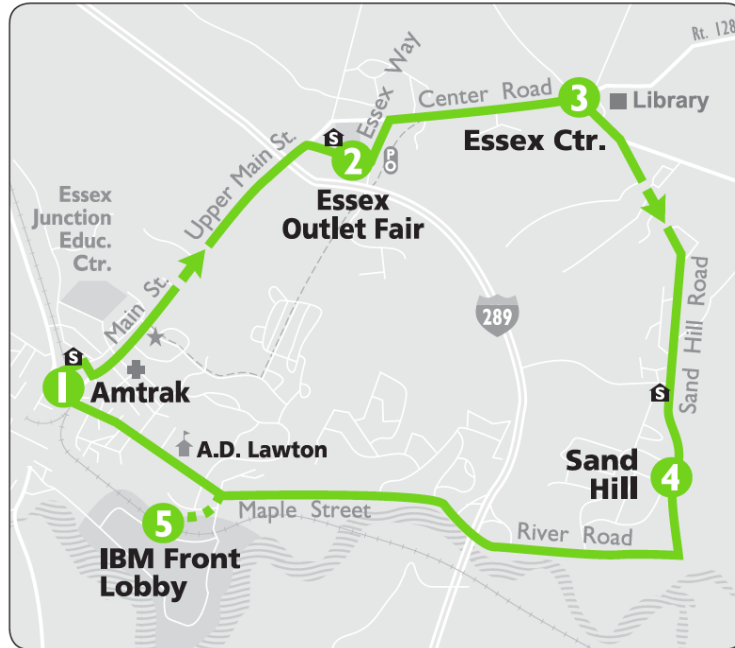 Rt. 128
Essex Way
Center Road
3
Library
Essex Ctr.
S
2
P
O
Upper Main St.
Essex
Outlet Fair
Essex
Junction
Educ.
Ctr.
Main St.
289
Sand Hill Road
S
1
Amtrak
S
A.D. Lawton
Sand
Hill
4
5
Maple Street
River Road
IBM Front
Lobby